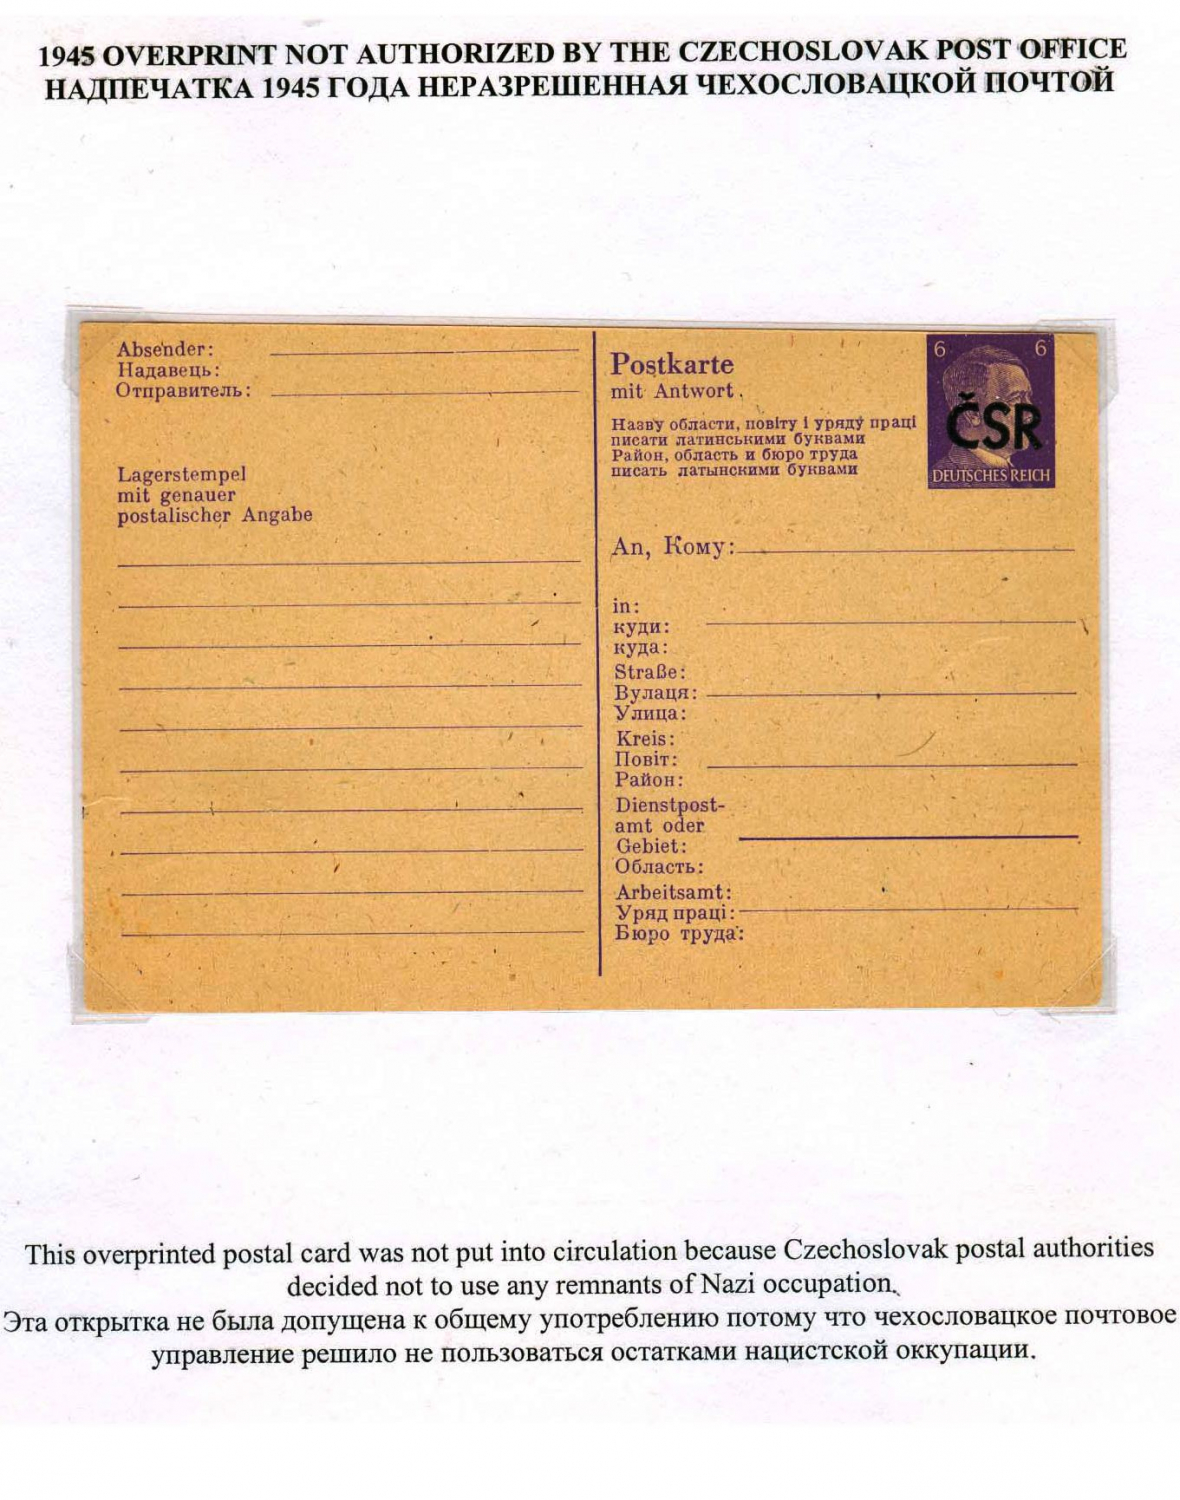 1945 OVERPRINT NOT AUTHORIZED BY THE CZECHOSLOVAK POST OFFICE
НАДПЕЧАТКА 1945 ГОДА НЕРАЗРЕШЕННАЯ ЧЕХОСЛОВАЦКОЙ ПОЧТОЙ
Absender:
Надавець:
Отправитель:
Lagerstempel
mit genauer
postalischer Angabe
Postkarte
mit Antwort
Назву области, повіту і уряду праці
писати латинськими буквами
Район, область и бюро труда
писать латынскими буквами
6 6
ČSR
DEUTSCHES REICH
An, Кому:
in:
куди:
куда:
Straße:
Вулаця:
Улица:
Kreis:
Повіт:
Район:
Dienstpost-
amt oder
Gebiet:
Область:
Arbeitsamt:
Уряд праці:
Бюро труда:
This overprinted postal card was not put into circulation because Czechoslovak postal authorities
decided not to use any remnants of Nazi occupation.
Эта открытка не была допущена к общему употреблению потому что чехословацкое почтовое
управление решило не пользоваться остатками нацистской оккупации.